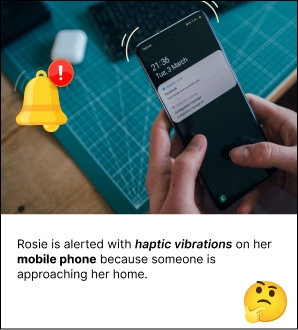 21:36
Tue, 3 March
Rosie is alerted with haptic vibrations on her
mobile phone because someone is
approaching her home.